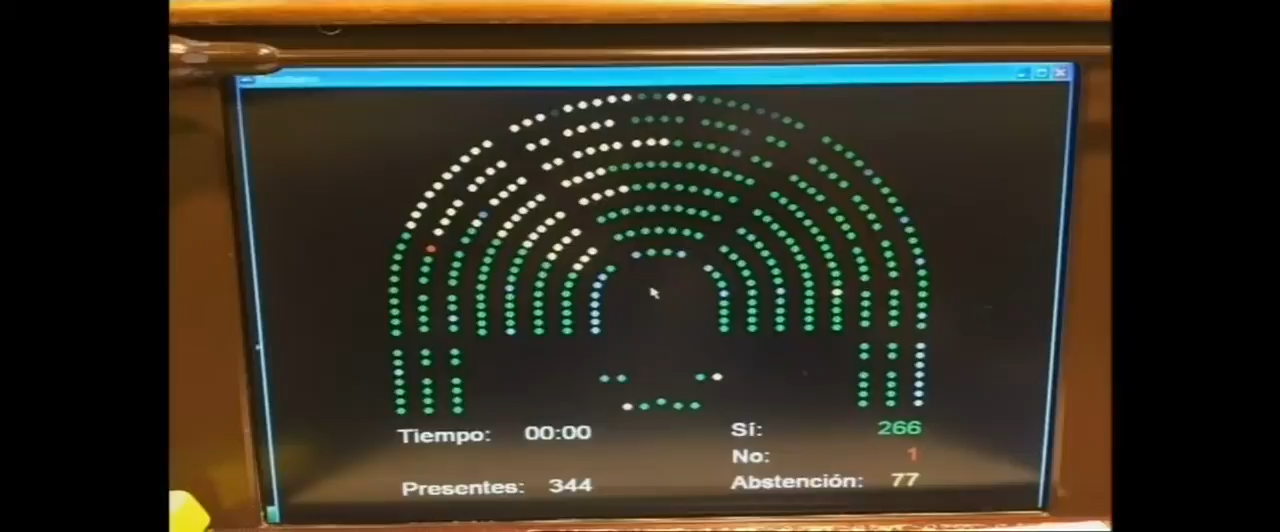 Tiempo: 00:00
Sí: 266
No: 1
Presentes: 344
Abstención: 77